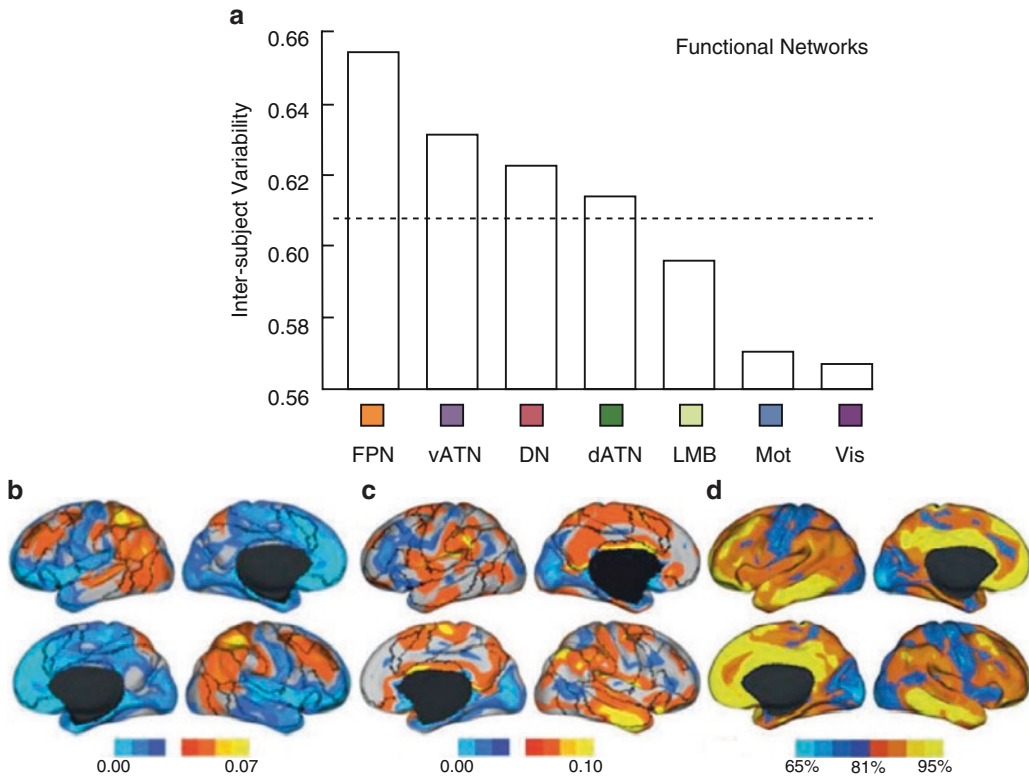 a
Functional Networks
Inter-subject Variability
0.66
0.64
0.62
0.60
0.58
0.56
FPN vATN DN dATN LMB Mot Vis
b c d
0.00 0.07 0.00 0.10 65% 81% 95%